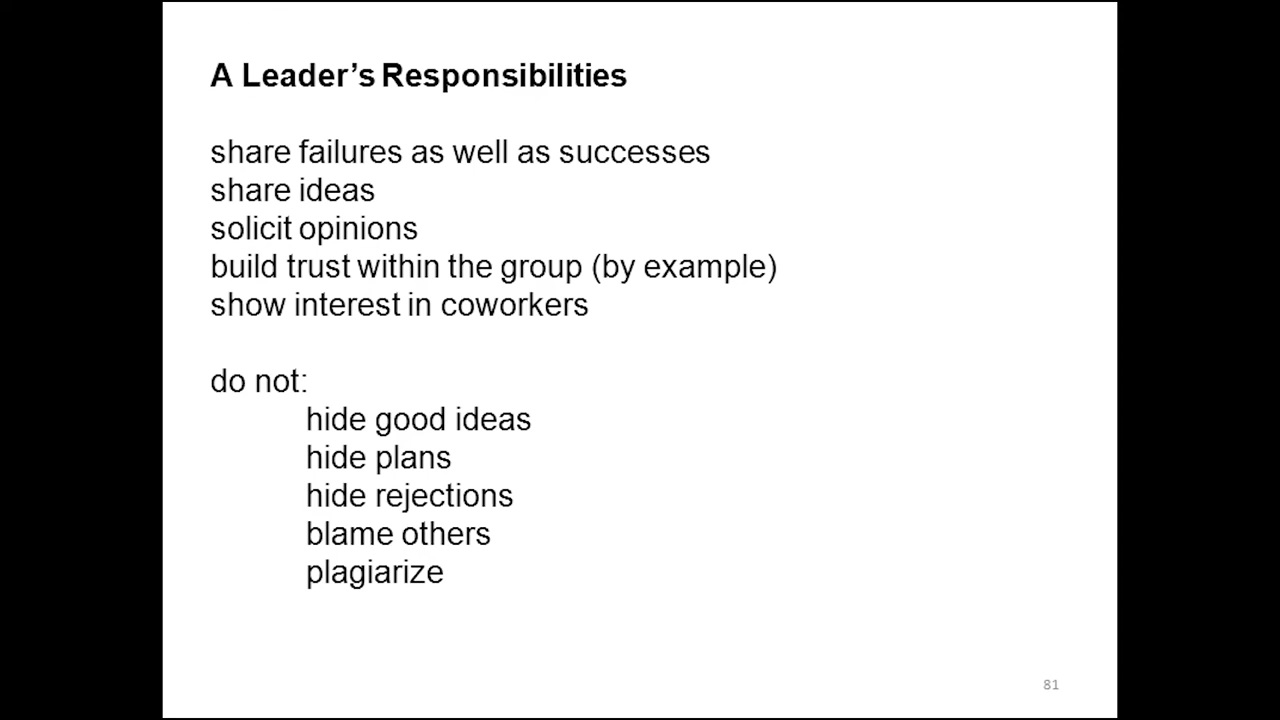 A Leader’s Responsibilities
share failures as well as successes
share ideas
solicit opinions
build trust within the group (by example)
show interest in coworkers
do not:
hide good ideas
hide plans
hide rejections
blame others
plagiarize
81